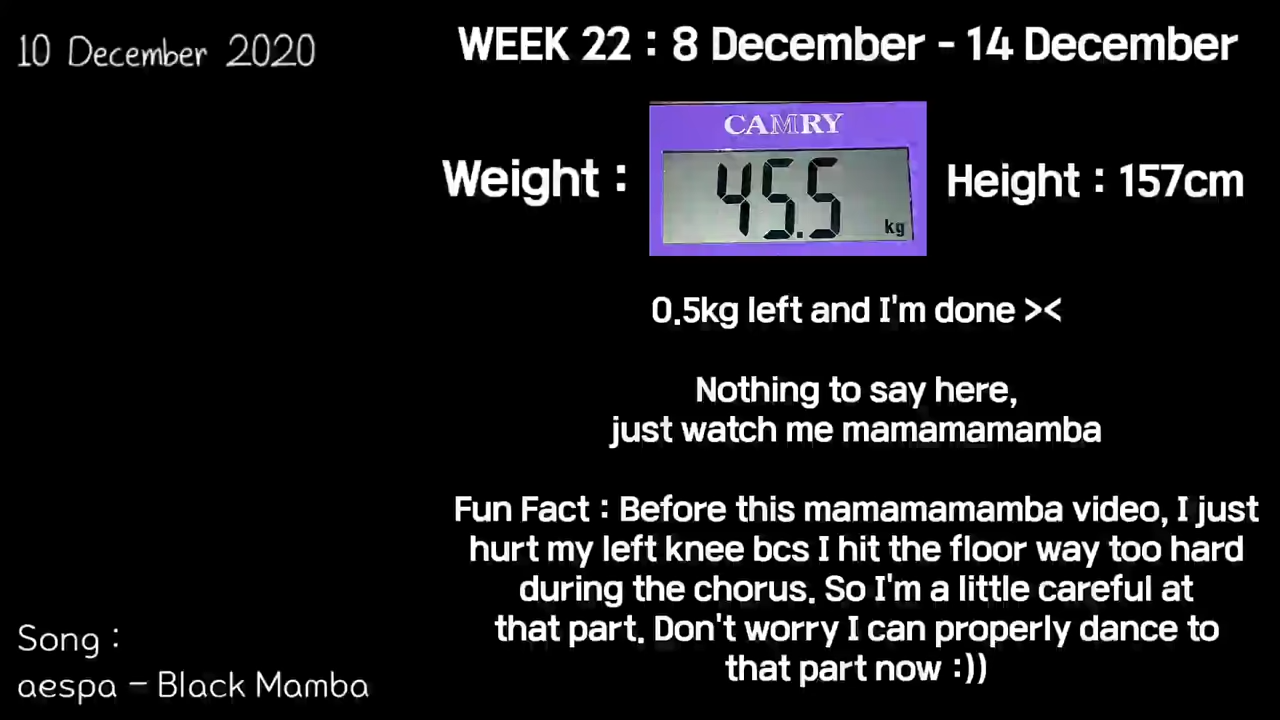 10 December 2020
WEEK 22 : 8 December - 14 December
CAMRY
Weight :
45.5
kg
Height : 157cm
0.5kg left and I'm done ><
Nothing to say here,
just watch me mamamamamba
Fun Fact : Before this mamamamamba video, I just
hurt my left knee bcs I hit the floor way too hard
during the chorus. So I'm a little careful at
that part. Don't worry I can properly dance to
that part now :))
Song :
aespa - Black Mamba